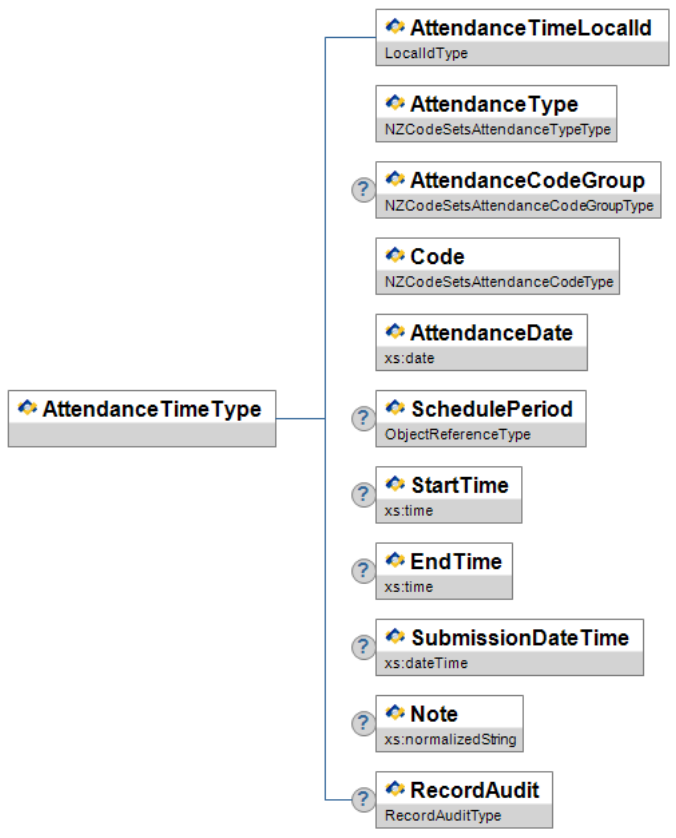 AttendanceTimeLocalId
LocalIdType
AttendanceType
NZCodeSetsAttendanceTypeType
?
AttendanceCodeGroup
NZCodeSetsAttendanceCodeGroupType
Code
NZCodeSetsAttendanceCodeType
AttendanceDate
xs:date
AttendanceTimeType
?
SchedulePeriod
ObjectReferenceType
?
StartTime
xs:time
?
EndTime
xs:time
?
SubmissionDateTime
xs:dateTime
?
Note
xs:normalizedString
?
RecordAudit
RecordAuditType